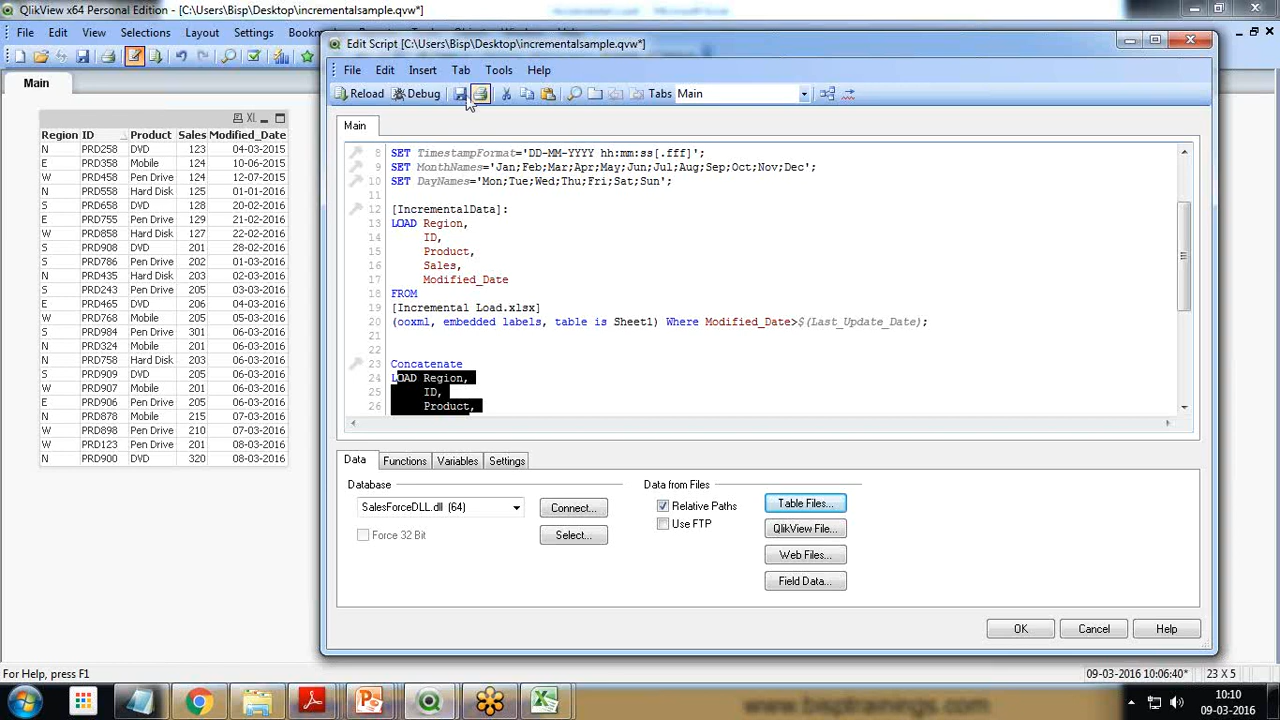 QlikView x64 Personal Edition - [C:\Users\Bisp\Desktop\incrementalsample.qvw*]
File Edit View Selections Layout Settings
Main
Region ID Product Sales Modified_Date
N PRD258 DVD 123 04-03-2015
E PRD358 Mobile 124 10-06-2015
W PRD458 Pen Drive 124 12-07-2015
N PRD558 Hard Disk 125 01-01-2016
S PRD658 DVD 128 20-02-2016
E PRD755 Pen Drive 129 21-02-2016
W PRD858 Hard Disk 127 22-02-2016
S PRD908 DVD 201 28-02-2016
S PRD786 Pen Drive 202 01-03-2016
N PRD435 Hard Disk 203 02-03-2016
S PRD243 Pen Drive 205 03-03-2016
E PRD465 DVD 206 04-03-2016
W PRD768 Mobile 205 05-03-2016
S PRD984 Pen Drive 301 06-03-2016
N PRD324 Mobile 201 06-03-2016
N PRD758 Hard Disk 203 06-03-2016
S PRD909 DVD 205 06-03-2016
W PRD907 Mobile 201 06-03-2016
E PRD906 Pen Drive 205 06-03-2016
N PRD878 Mobile 215 07-03-2016
W PRD898 Pen Drive 210 07-03-2016
W PRD123 Pen Drive 201 08-03-2016
N PRD900 DVD 320 08-03-2016
Edit Script [C:\Users\Bisp\Desktop\incrementalsample.qvw*]
File Edit Insert Tab Tools Help
Reload Debug Tabs Main
Main
8 SET TimestampFormat='DD-MM-YYYY hh:mm:ss[.fff]';
9 SET MonthNames='Jan;Feb;Mar;Apr;May;Jun;Jul;Aug;Sep;Oct;Nov;Dec';
10 SET DayNames='Mon;Tue;Wed;Thu;Fri;Sat;Sun';
11
12 [IncrementalData]:
13 LOAD Region,
14 ID,
15 Product,
16 Sales,
17 Modified_Date
18 FROM
19 [Incremental Load.xlsx]
20 (ooxml, embedded labels, table is Sheet1) Where Modified_Date>$(Last_Update_Date);
21
22
23 Concatenate
24 LOAD Region,
25 ID,
26 Product,
Data Functions Variables Settings
Database
SalesForceDLL.dll (64)
Connect...
Force 32 Bit
Select...
Data from Files
Relative Paths
Use FTP
Table Files...
QlikView File...
Web Files...
Field Data...
OK Cancel Help
For Help, press F1
09-03-2016 10:06:40* 23 X 5
www.bisptrainings.com
10:10
09-03-2016